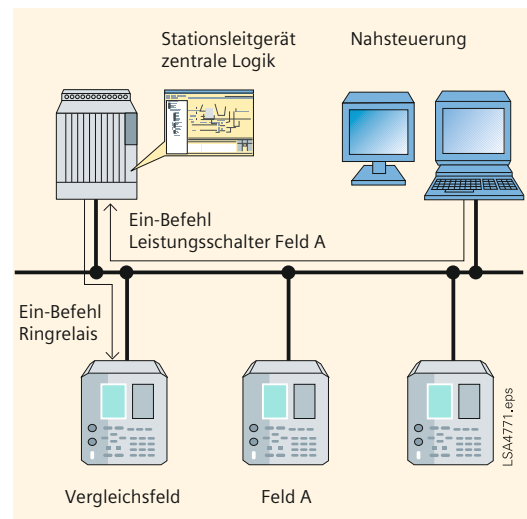 Stationsleitgerät
zentrale Logik
Nahsteuerung
Ein-Befehl
Leistungsschalter Feld A
Ein-Befehl
Ringrelais
Vergleichsfeld
Feld A
LSA4771.eps